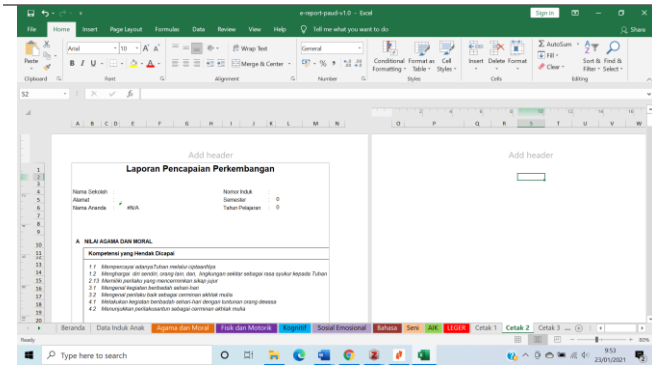 e-report-paud-v1.0 - Excel
Sign in
File Home Insert Page Layout Formulas Data Review View Help Tell me what you want to do Share
Paste
Arial 10
Wrap Text
Merge & Center
General
Conditional Formatting Format as Table Cell Styles
Insert Delete Format
AutoSum
Fill
Clear
Sort & Filter Find & Select
Clipboard Font Alignment Number Styles Cells Editing
S2
A B C D E F G H I J K L M N O P Q R S T U V W
Add header Add header
Laporan Pencapaian Perkembangan
Nama Sekolah : Nomor Induk :
Alamat : Semester : 0
Nama Ananda : #N/A Tahun Pelajaran : 0
A NILAI AGAMA DAN MORAL
Kompetensi yang Hendak Dicapai
1.1 Mempercayai adanya Tuhan melalui ciptaanNya
1.2 Menghargai diri sendiri, orang lain, dan, lingkungan sekitar sebagai rasa syukur kepada Tuhan
2.13 Memiliki perilaku yang mencerminkan sikap jujur
3.1 Mengenal kegiatan beribadah sehari-hari
3.2 Mengenal perilaku baik sebagai cerminan akhlak mulia
4.1 Melakukan kegiatan beribadah sehari-hari dengan tuntunan orang dewasa
4.2 Menunjukkan perilaku santun sebagai cerminan akhlak mulia
Beranda Data Induk Anak Agama dan Moral Fisik dan Motorik Kognitif Sosial Emosional Bahasa Seni AIK LEGER Cetak 1 Cetak 2 Cetak 3 ...
Ready 80%
Type here to search
9:53
23/01/2021